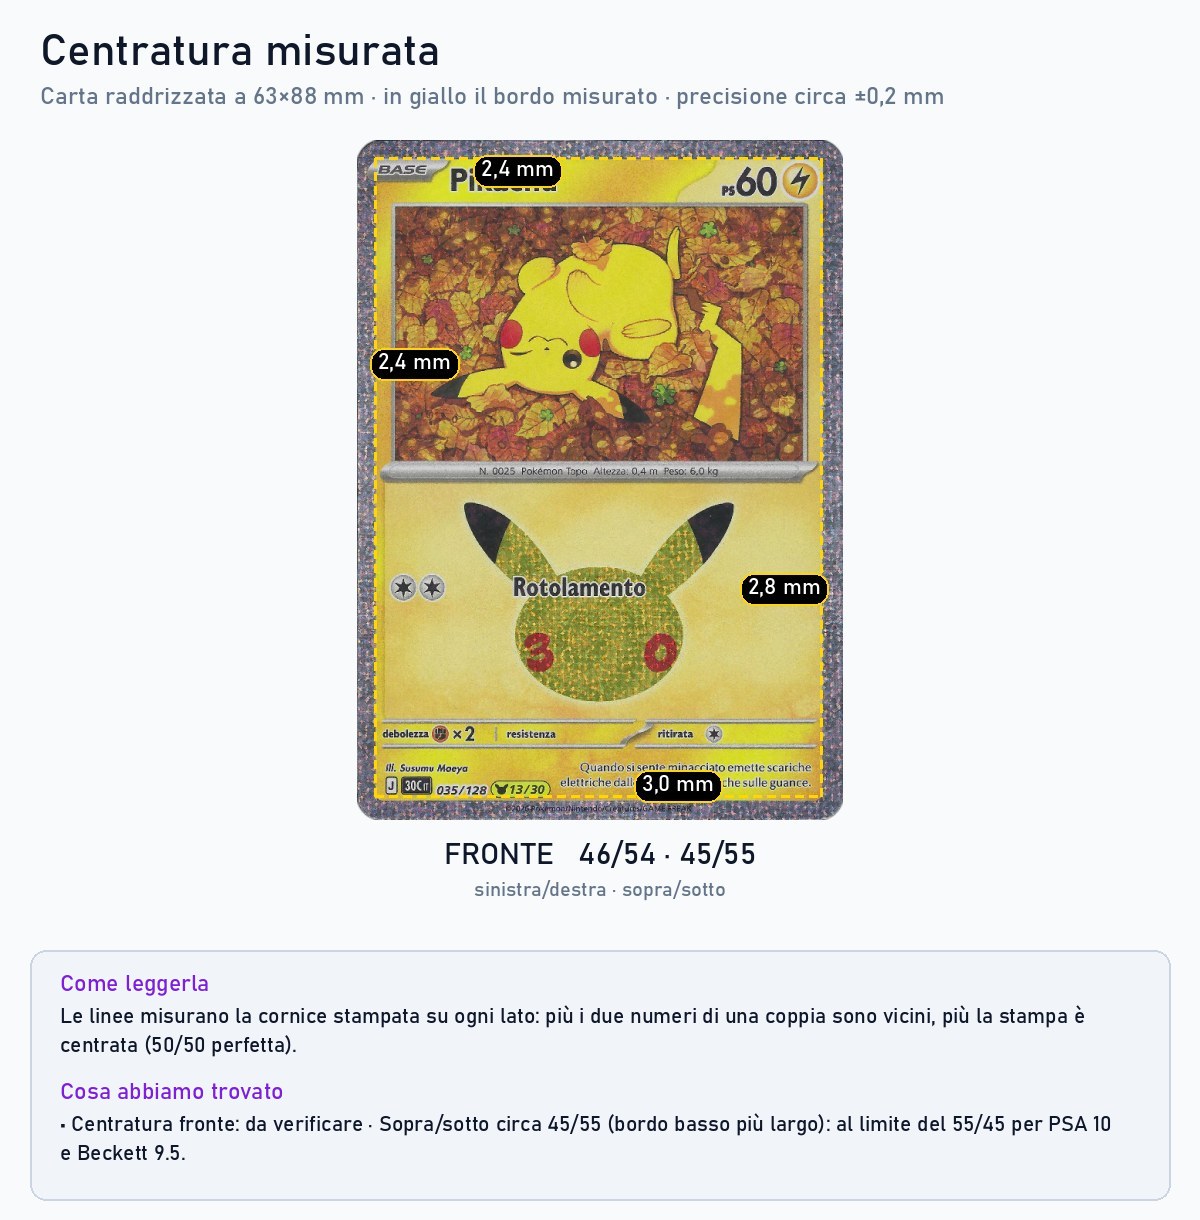 Centratura misurata
Carta raddrizzata a 63×88 mm · in giallo il bordo misurato · precisione circa ±0,2 mm
BASE
2,4 mm
PS 60
2,4 mm
N. 0025 Pokémon Topo Altezza: 0,4 m Peso: 6,0 kg
Rotolamento
2,8 mm
3 0
debolezza ×2 resistenza ritirata
Ill. Susumu Maeya
Quando si sente minacciato emette scariche
J 30C IT 035/128 13/30
elettriche dall 3,0 mm che sulle guance.
FRONTE 46/54 · 45/55
sinistra/destra · sopra/sotto
Come leggerla
Le linee misurano la cornice stampata su ogni lato: più i due numeri di una coppia sono vicini, più la stampa è
centrata (50/50 perfetta).
Cosa abbiamo trovato
· Centratura fronte: da verificare · Sopra/sotto circa 45/55 (bordo basso più largo): al limite del 55/45 per PSA 10
e Beckett 9.5.